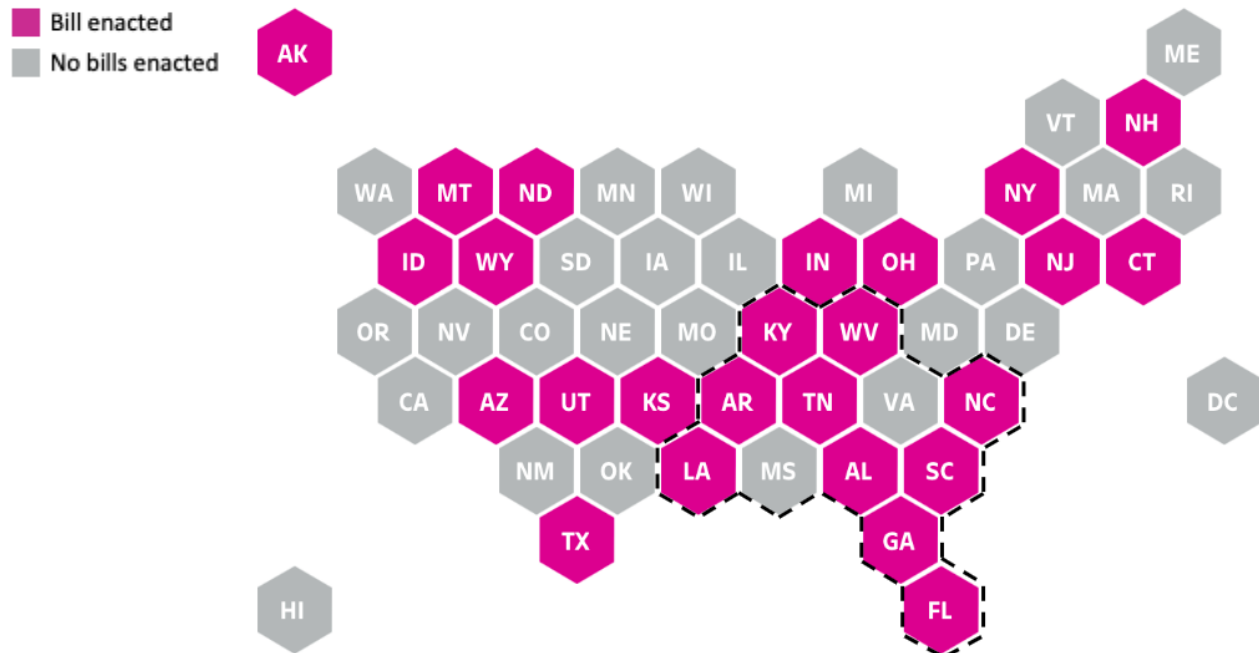 Bill enacted
No bills enacted
AK
ME
VT NH
WA MT ND MN WI MI NY MA RI
ID WY SD IA IL IN OH PA NJ CT
OR NV CO NE MO KY WV MD DE
CA AZ UT KS AR TN VA NC DC
NM OK LA MS AL SC
TX GA
HI FL